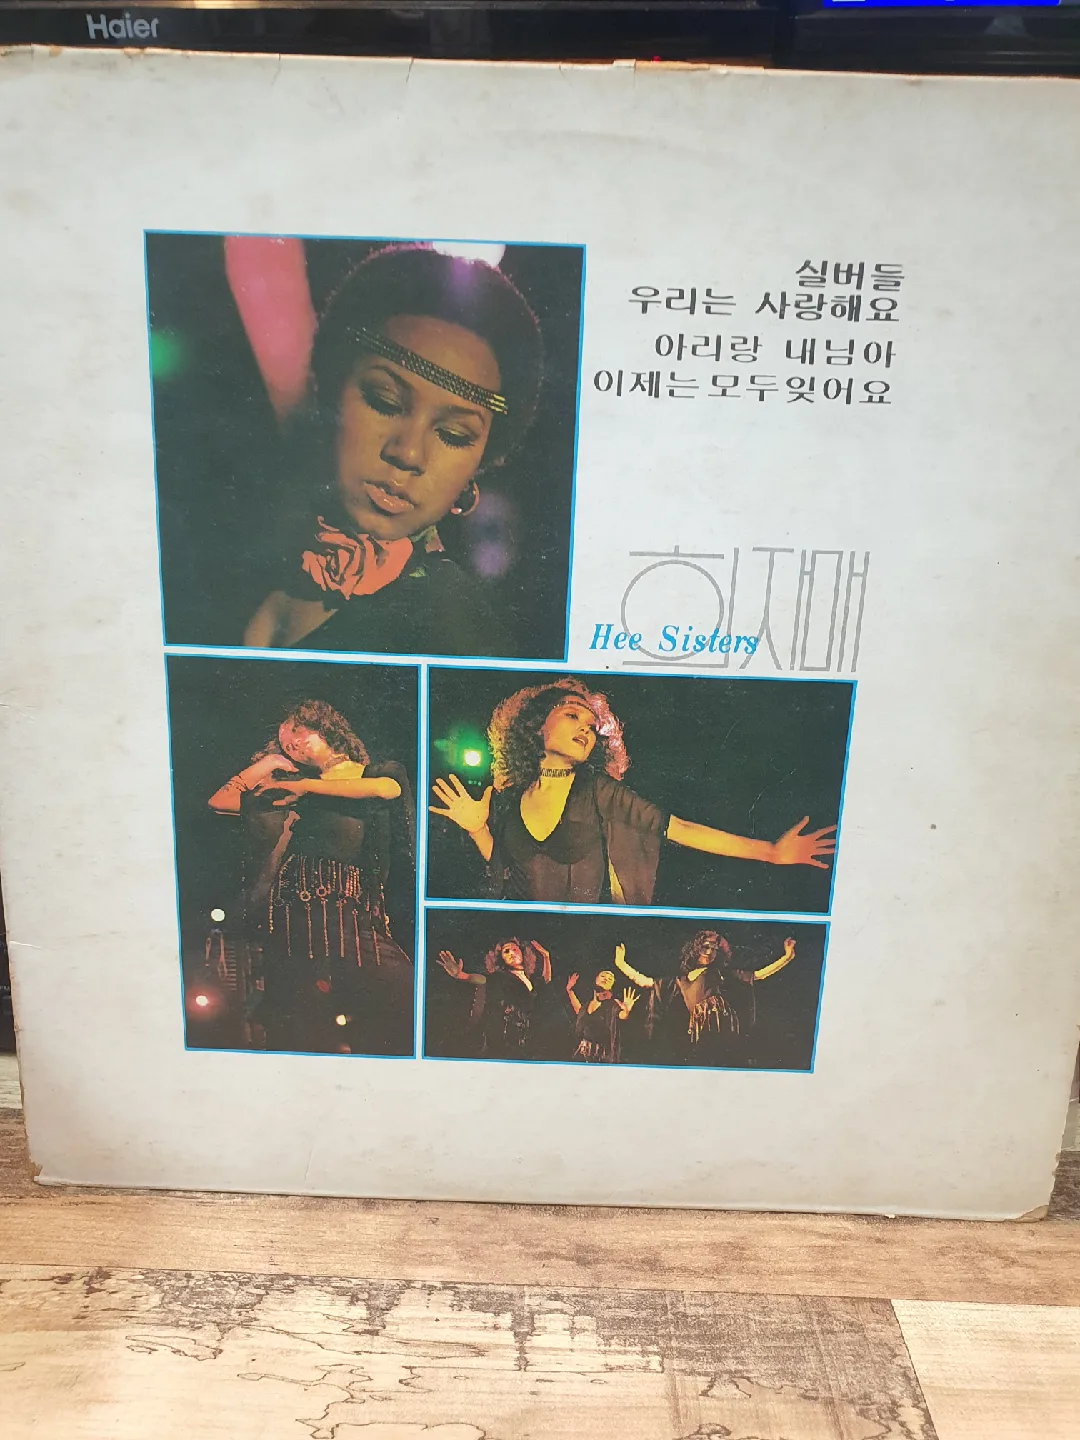 Haier
실버들
우리는 사랑해요
아리랑 내님아
이제는 모두 잊어요
희자매
Hee Sisters